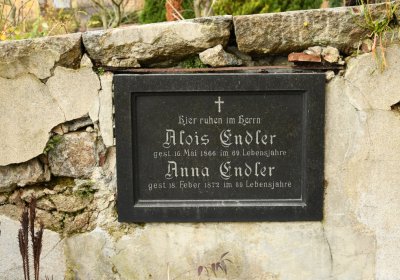 Hier ruhen im Herrn
Alois Endler
gest 16. Mai 1866 im 69 Lebensjahre
Anna Endler
gest 18. Feber 1872 im 69 Lebensjahre